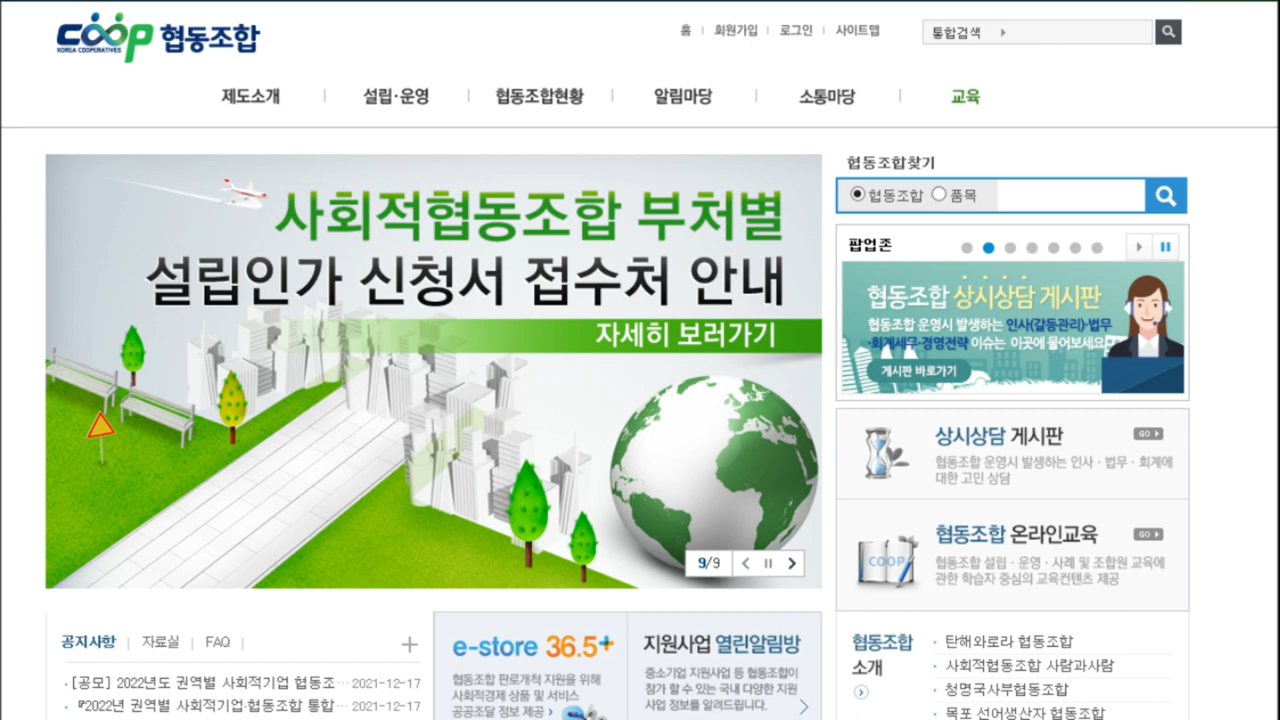 COOP 협동조합
KOREA COOPERATIVES
홈 회원가입 로그인 사이트맵
통합검색
제도소개 설립·운영 협동조합현황 알림마당 소통마당 교육
사회적협동조합 부처별
설립인가 신청서 접수처 안내
자세히 보러가기
9/9
협동조합찾기
협동조합 품목
팝업존
협동조합 상시상담 게시판
협동조합 운영시 발생하는 인사(갈등관리)·법무
·회계세무·경영전략 이슈는 이곳에 물어보세요
게시판 바로가기
상시상담 게시판 GO
협동조합 운영시 발생하는 인사 · 법무 · 회계에
대한 고민 상담
COOP
협동조합 온라인교육 GO
협동조합 설립 · 운영 · 사례 및 조합원 교육에
관한 학습자 중심의 교육컨텐츠 제공
공지사항 자료실 FAQ
[공모] 2022년도 권역별 사회적기업 협동조··· 2021-12-17
『2022년 권역별 사회적기업·협동조합 통합··· 2021-12-17
e-store 36.5+
협동조합 판로개척 지원을 위해
사회적경제 상품 및 서비스
공공조달 정보 제공
지원사업 열린알림방
중소기업 지원사업 등 협동조합이
참가 할 수 있는 국내 다양한 지원
사업 정보를 알려드립니다.
협동조합
소개
탄해와로라 협동조합
사회적협동조합 사람과사람
청명국사부협동조합
목포 선어생산자 협동조합